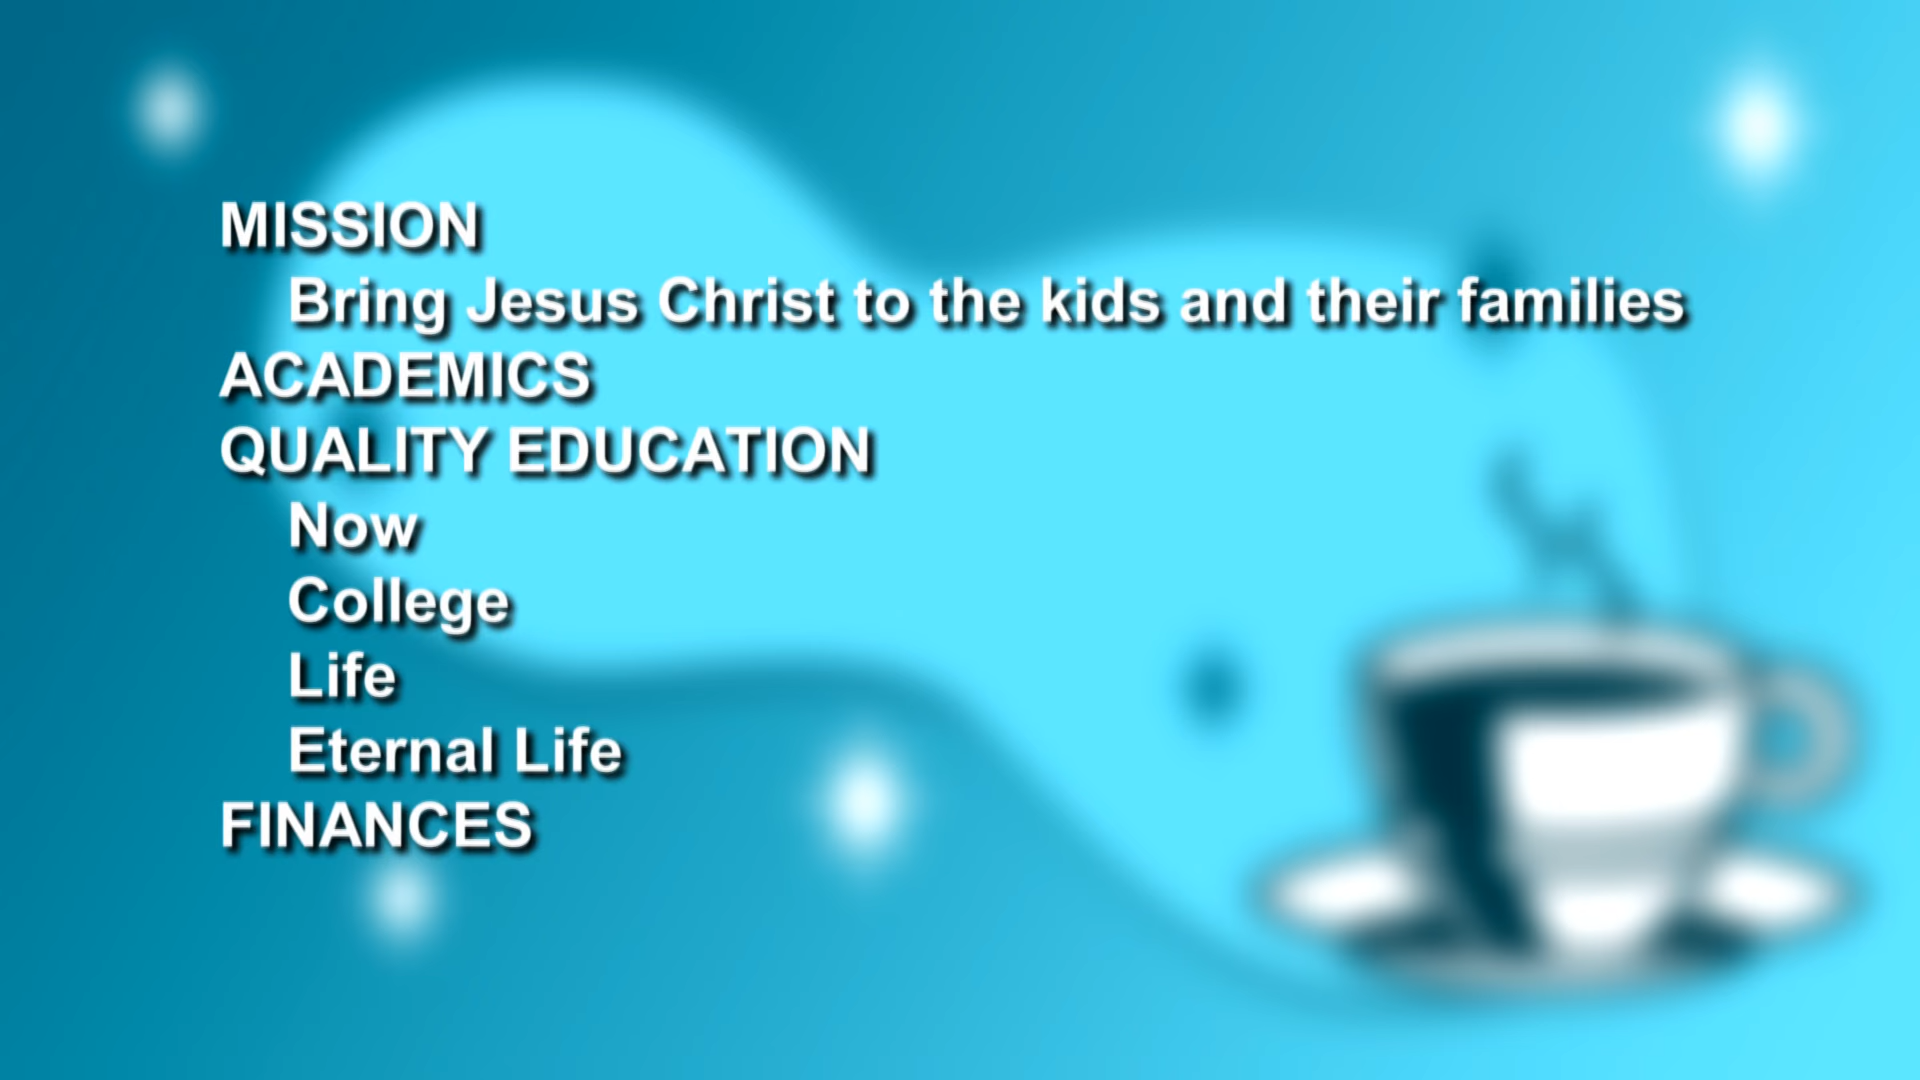 MISSION
Bring Jesus Christ to the kids and their families
ACADEMICS
QUALITY EDUCATION
Now
College
Life
Eternal Life
FINANCES